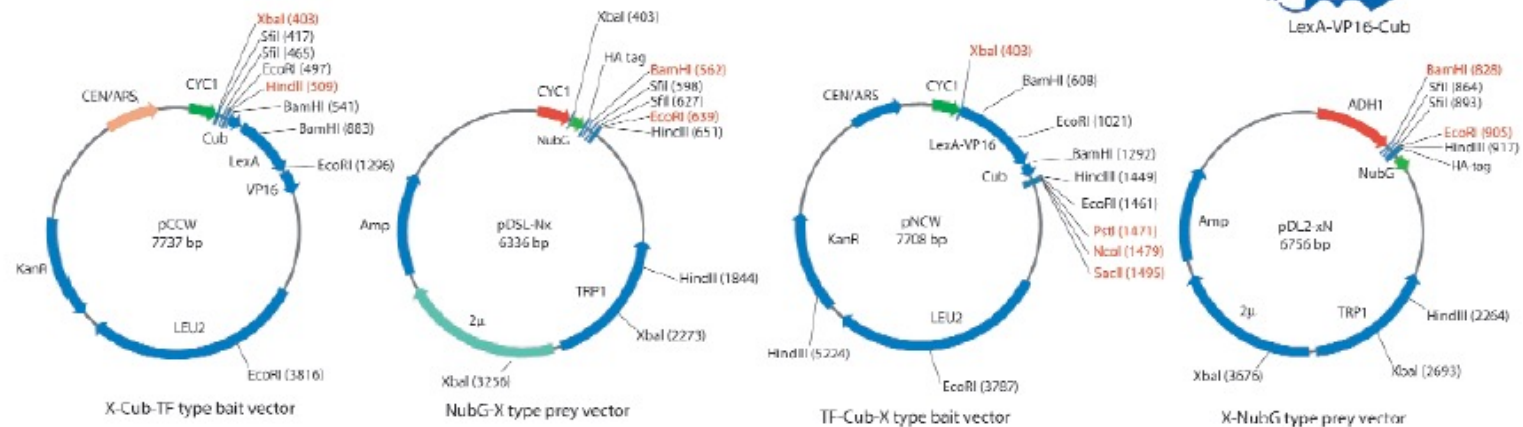 LexA-VP16-Cub
XbaI (403)
SfiI (417)
SfiI (465)
EcoRI (497)
HindII (509)
BamHI (541)
BamHI (883)
EcoRI (1296)
CEN/ARS
CYC1
Cub
LexA
VP16
pCCW
7737 bp
KanR
LEU2
EcoRI (3816)
X-Cub-TF type bait vector
XbaI (403)
HA tag
BamHI (562)
SfiI (598)
SfiI (627)
EcoRI (639)
HindII (651)
CYC1
NubG
Amp
pDSL-Nx
6336 bp
HindII (1844)
TRP1
XbaI (2273)
2μ
XbaI (3256)
NubG-X type prey vector
XbaI (403)
BamHI (608)
CEN/ARS
CYC1
EcoRI (1021)
LexA-VP16
BamHI (1292)
Cub
HindIII (1449)
EcoRI (1461)
PstI (1471)
NcoI (1479)
SacII (1495)
pNCW
7708 bp
KanR
LEU2
HindIII (5224)
EcoRI (3787)
TF-Cub-X type bait vector
BamHI (828)
SfiI (864)
SfiI (893)
ADH1
EcoRI (905)
HindIII (917)
HA-tag
NubG
Amp
pDL2-xN
6756 bp
2μ
TRP1
HindIII (2264)
XbaI (2693)
XbaI (3676)
X-NubG type prey vector